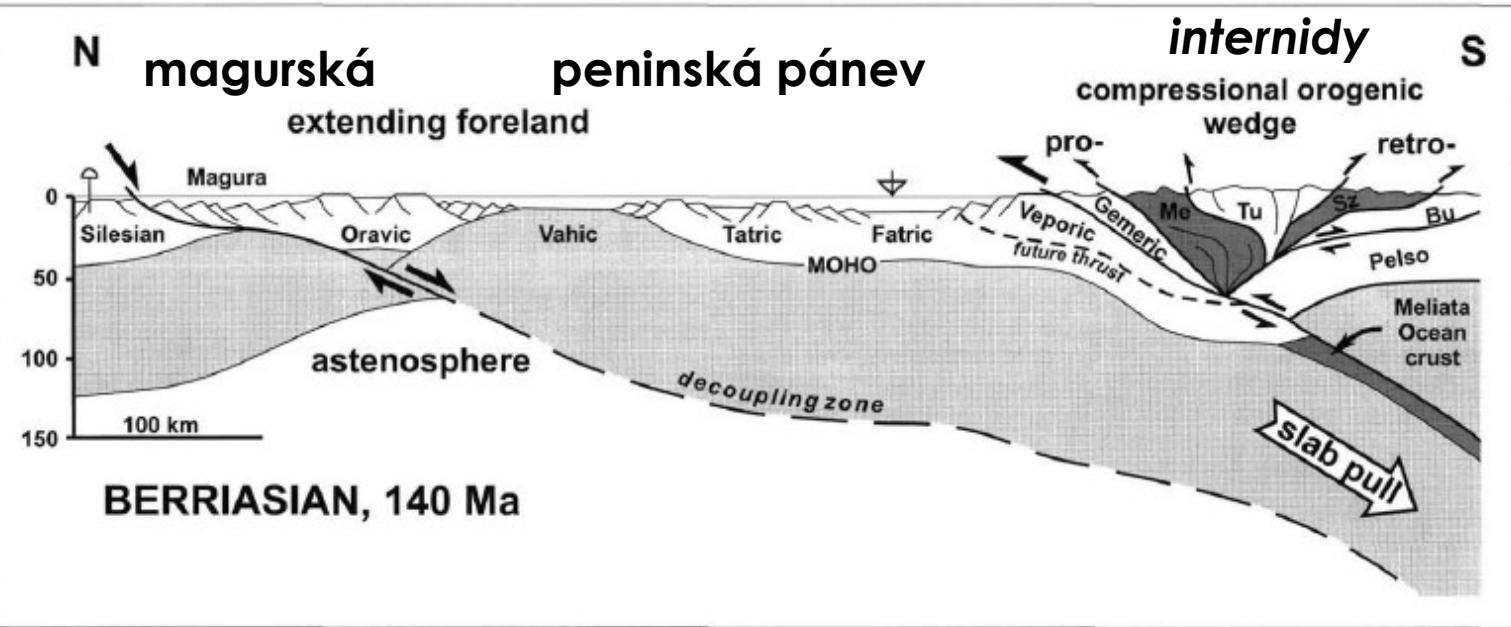 N
magurská
peninská pánev
internidy
S
extending foreland
compressional orogenic
wedge
pro-
retro-
Magura
0
50
100
150
Silesian
Oravic
Vahic
Tatric
Fatric
MOHO
Veporic
Gemeric
future thrust
Me
Tu
Sz
Bu
Pelso
Meliata
Ocean
crust
astenosphere
decoupling zone
slab pull
100 km
BERRIASIAN, 140 Ma